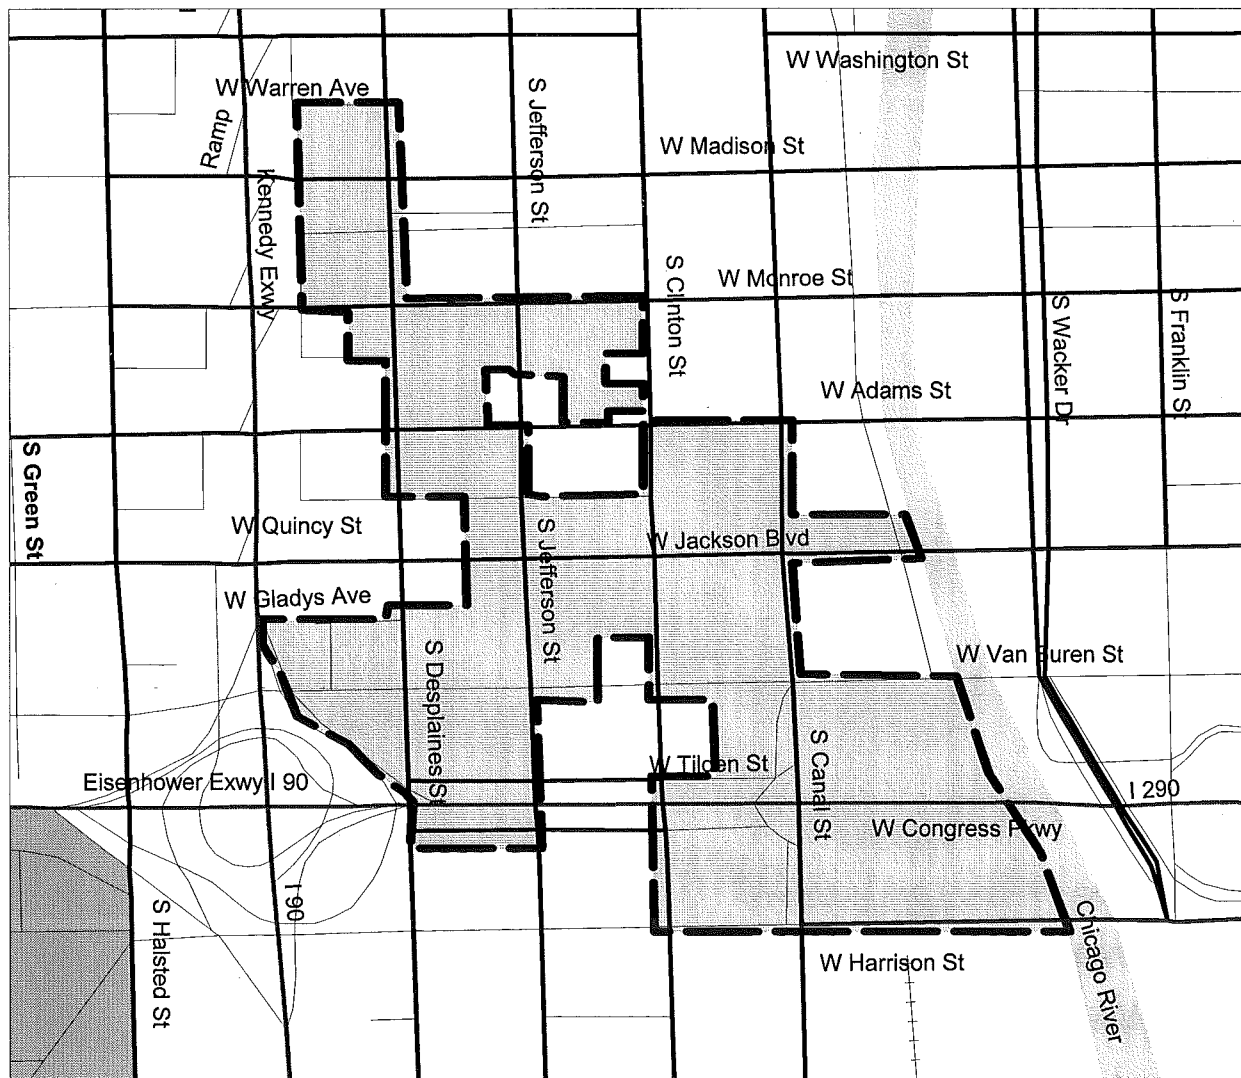 W Washington St
W Warren Ave
S Jefferson St
Ramp
W Madison St
Kennedy Exwy
S Clinton St
W Monroe St
S Wacker Dr
S Franklin St
W Adams St
S Green St
W Quincy St
S Jefferson St
W Jackson Blvd
W Gladys Ave
S Desplaines St
W Van Buren St
S Canal St
W Tilden St
Eisenhower Exwy I 90
I 290
W Congress Pkwy
I 90
S Halsted St
Chicago River
W Harrison St